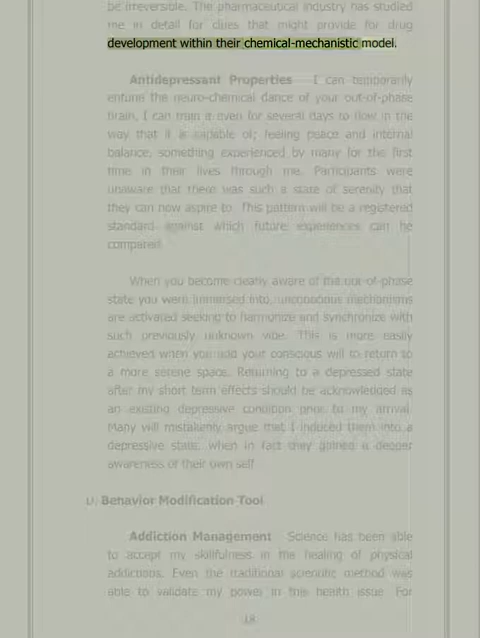 be irreversible. The pharmaceutical industry has studied
me in detail for clues that might provide for drug
development within their chemical-mechanistic model.
Antidepressant Properties I can temporarily
entune the neuro-chemical dance of your out-of-phase
brain, I can train it even for several days to flow in the
way that it is capable of; feeling peace and internal
balance, something experienced by many for the first
time in their lives through me. Participants were
unaware that there was such a state of serenity that
they can now aspire to. This pattern will be a registered
standard against which future experiences can be
compared.
When you become clearly aware of the out-of-phase
state you were immersed into, unconscious mechanisms
are activated seeking to harmonize and synchronize with
such previously unknown vibe. This is more easily
achieved when you add your conscious will to return to
a more serene space. Returning to a depressed state
after my short term effects should be acknowledged as
an existing depressive condition prior to my arrival.
Many will mistakenly argue that I induced them into a
depressive state, when in fact they gained a deeper
awareness of their own self.
D. Behavior Modification Tool
Addiction Management Science has been able
to accept my skillfulness in the healing of physical
addictions. Even the traditional scientific method was
able to validate my power in this health issue. For
18